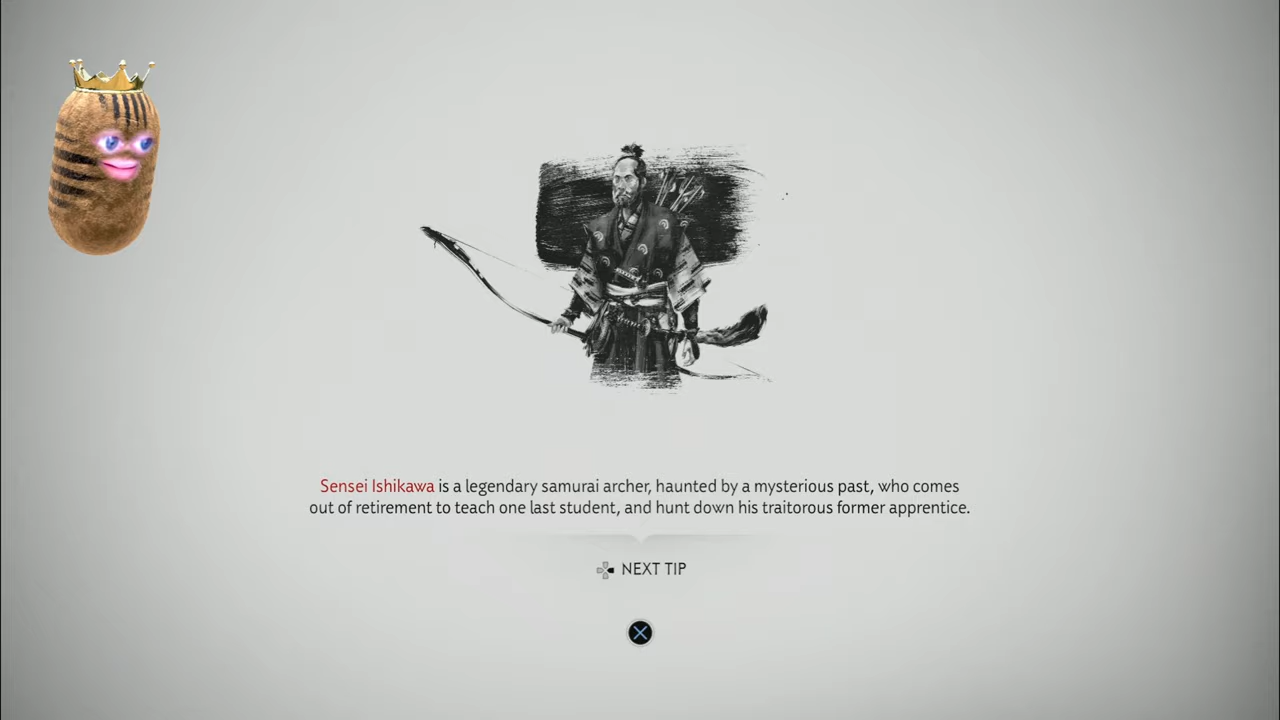 Sensei Ishikawa is a legendary samurai archer, haunted by a mysterious past, who comes
out of retirement to teach one last student, and hunt down his traitorous former apprentice.
NEXT TIP